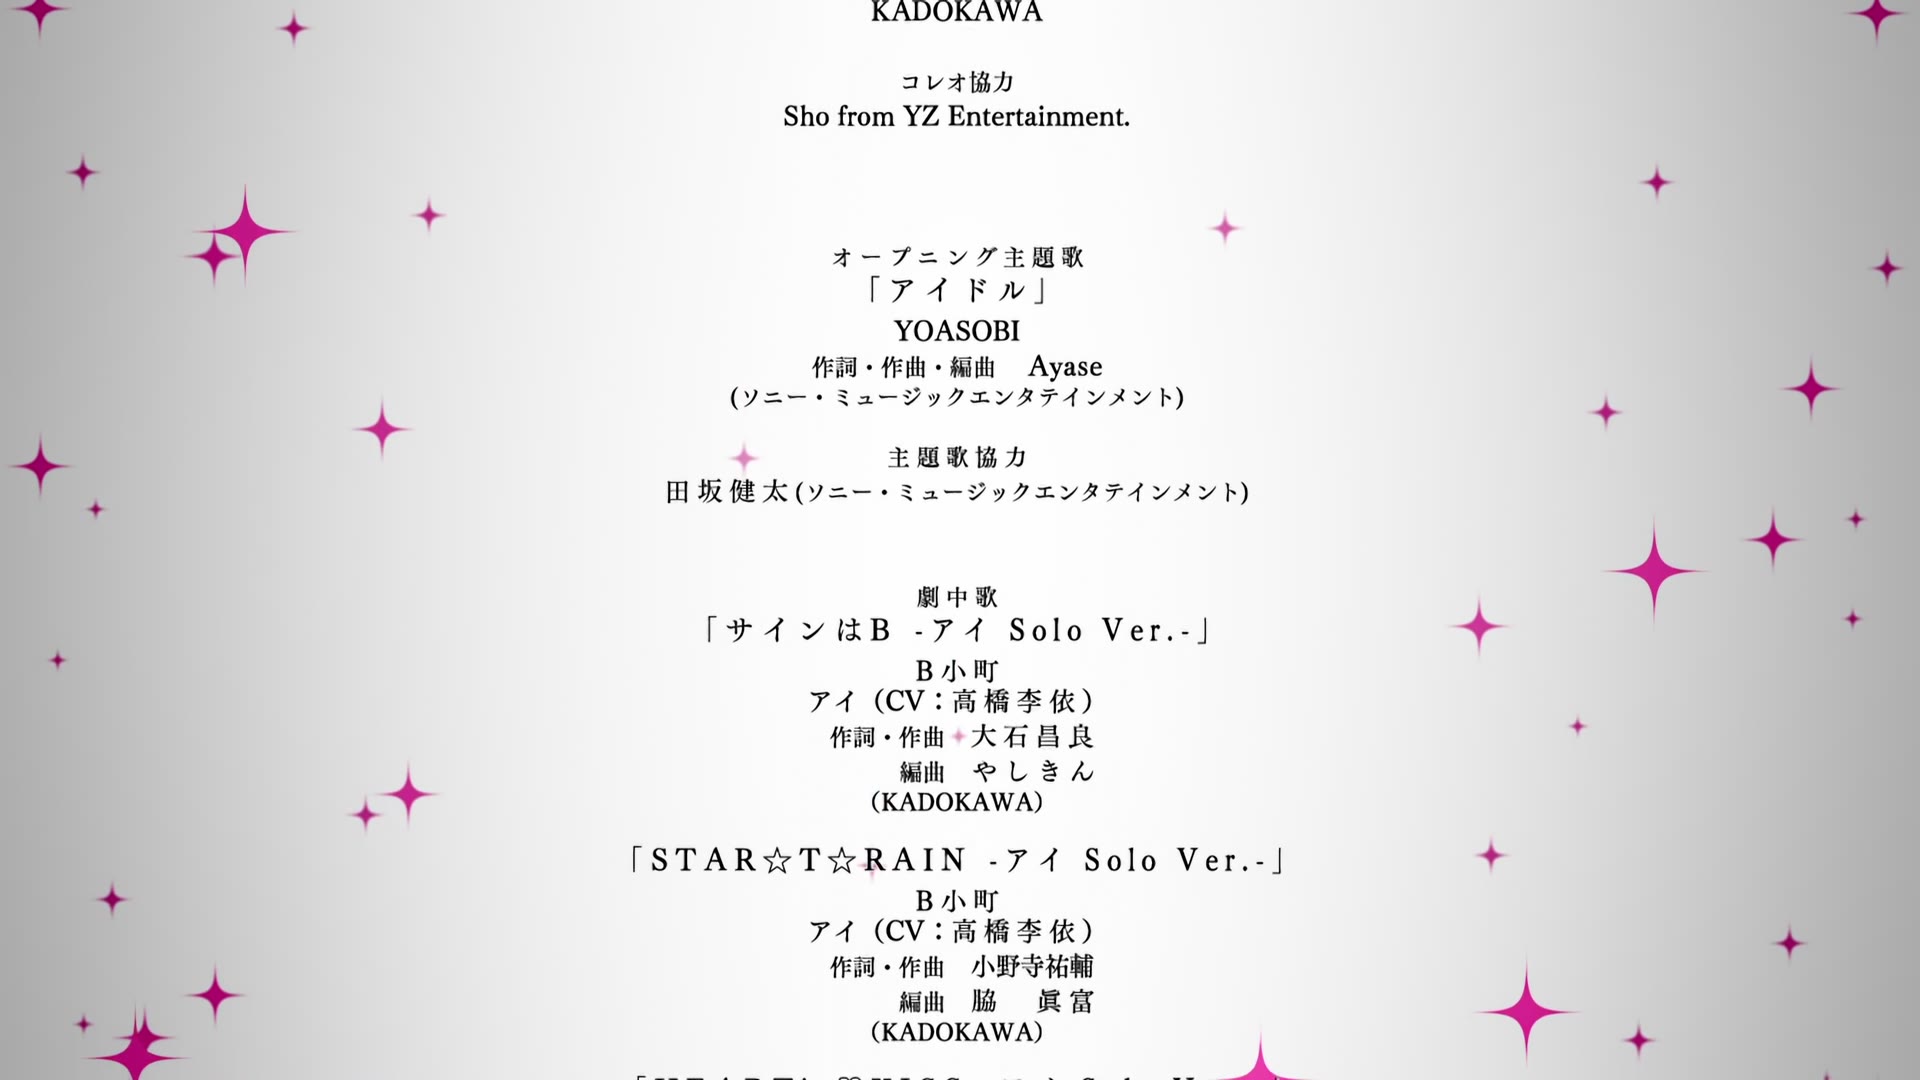 KADOKAWA
コレオ協力
Sho from YZ Entertainment.
オープニング主題歌
「アイドル」
YOASOBI
作詞・作曲・編曲 Ayase
(ソニー・ミュージックエンタテインメント)
主題歌協力
田坂健太(ソニー・ミュージックエンタテインメント)
劇中歌
「サインはB -アイ Solo Ver.-」
B小町
アイ（CV：高橋李依）
作詞・作曲 大石昌良
編曲 やしきん
（KADOKAWA）
「STAR☆T☆RAIN -アイ Solo Ver.-」
B小町
アイ（CV：高橋李依）
作詞・作曲 小野寺祐輔
編曲 脇 眞富
（KADOKAWA）